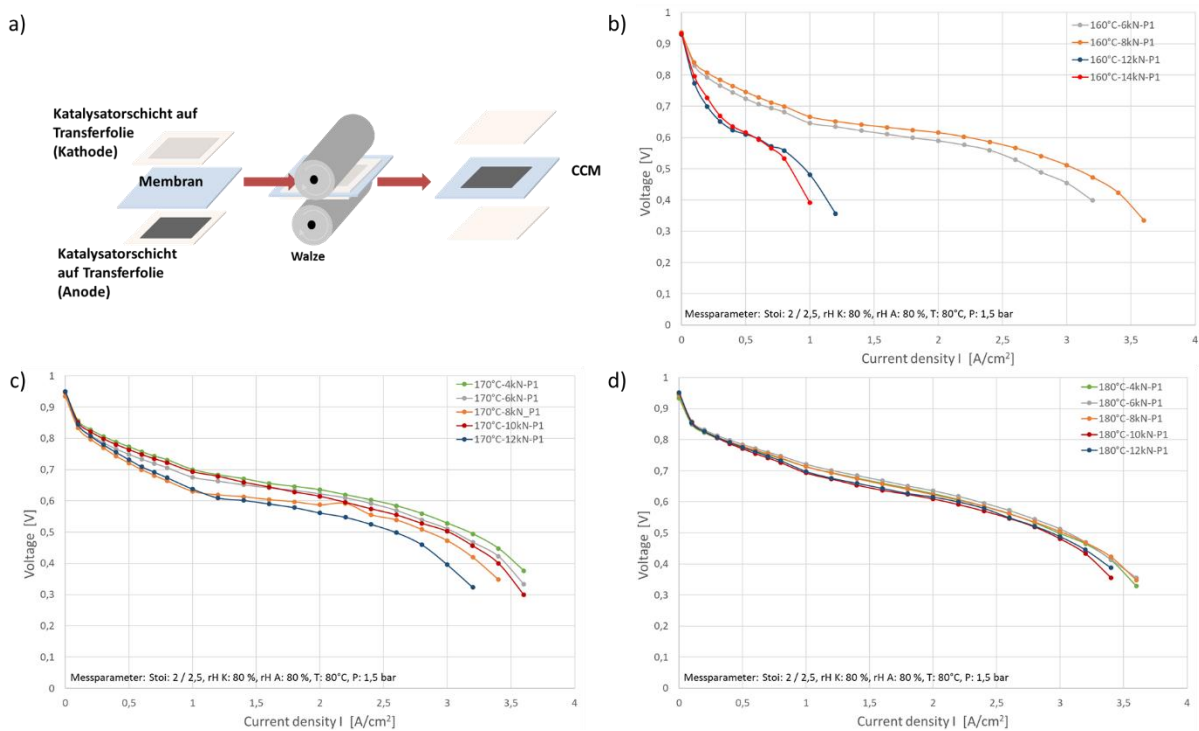 a)
Katalysatorschicht auf
Transferfolie
(Kathode)
Membran
Katalysatorschicht
auf Transferfolie
(Anode)
Walze
CCM
b)
1
0,9
0,8
0,7
0,6
0,5
0,4
0,3
0,2
0,1
0
Voltage [V]
160°C-6kN-P1
160°C-8kN-P1
160°C-12kN-P1
160°C-14kN-P1
Messparameter: Stoi: 2 / 2,5, rH K: 80 %, rH A: 80 %, T: 80°C, P: 1,5 bar
0 0,5 1 1,5 2 2,5 3 3,5 4
Current density I [A/cm²]
c)
1
0,9
0,8
0,7
0,6
0,5
0,4
0,3
0,2
0,1
0
Voltage [V]
170°C-4kN-P1
170°C-6kN-P1
170°C-8kN_P1
170°C-10kN-P1
170°C-12kN-P1
Messparameter: Stoi: 2 / 2,5, rH K: 80 %, rH A: 80 %, T: 80°C, P: 1,5 bar
0 0,5 1 1,5 2 2,5 3 3,5 4
Current density I [A/cm²]
d)
1
0,9
0,8
0,7
0,6
0,5
0,4
0,3
0,2
0,1
0
Voltage [V]
180°C-4kN-P1
180°C-6kN-P1
180°C-8kN-P1
180°C-10kN-P1
180°C-12kN-P1
Messparameter: Stoi: 2 / 2,5, rH K: 80 %, rH A: 80 %, T: 80°C, P: 1,5 bar
0 0,5 1 1,5 2 2,5 3 3,5 4
Current density I [A/cm²]